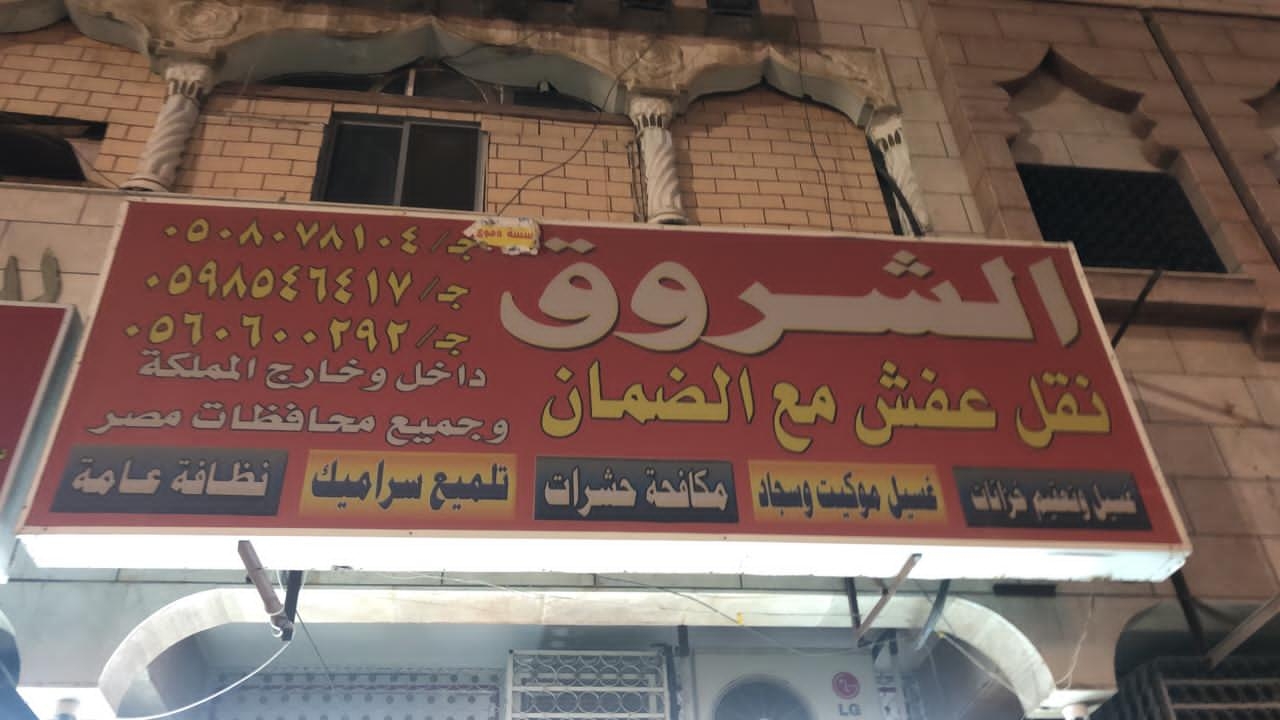 الشروق
نقل عفش مع الضمان
ج/ ٠٥٠٨٠٧٨١٠٤
ج/ ٠٥٩٨٥٤٦٤١٧
ج/ ٠٥٦٠٦٠٠٢٩٢
داخل وخارج المملكة
وجميع محافظات مصر
غسيل وتعقيم خزانات
غسيل موكيت وسجاد
مكافحة حشرات
تلميع سراميك
نظافة عامة
LG